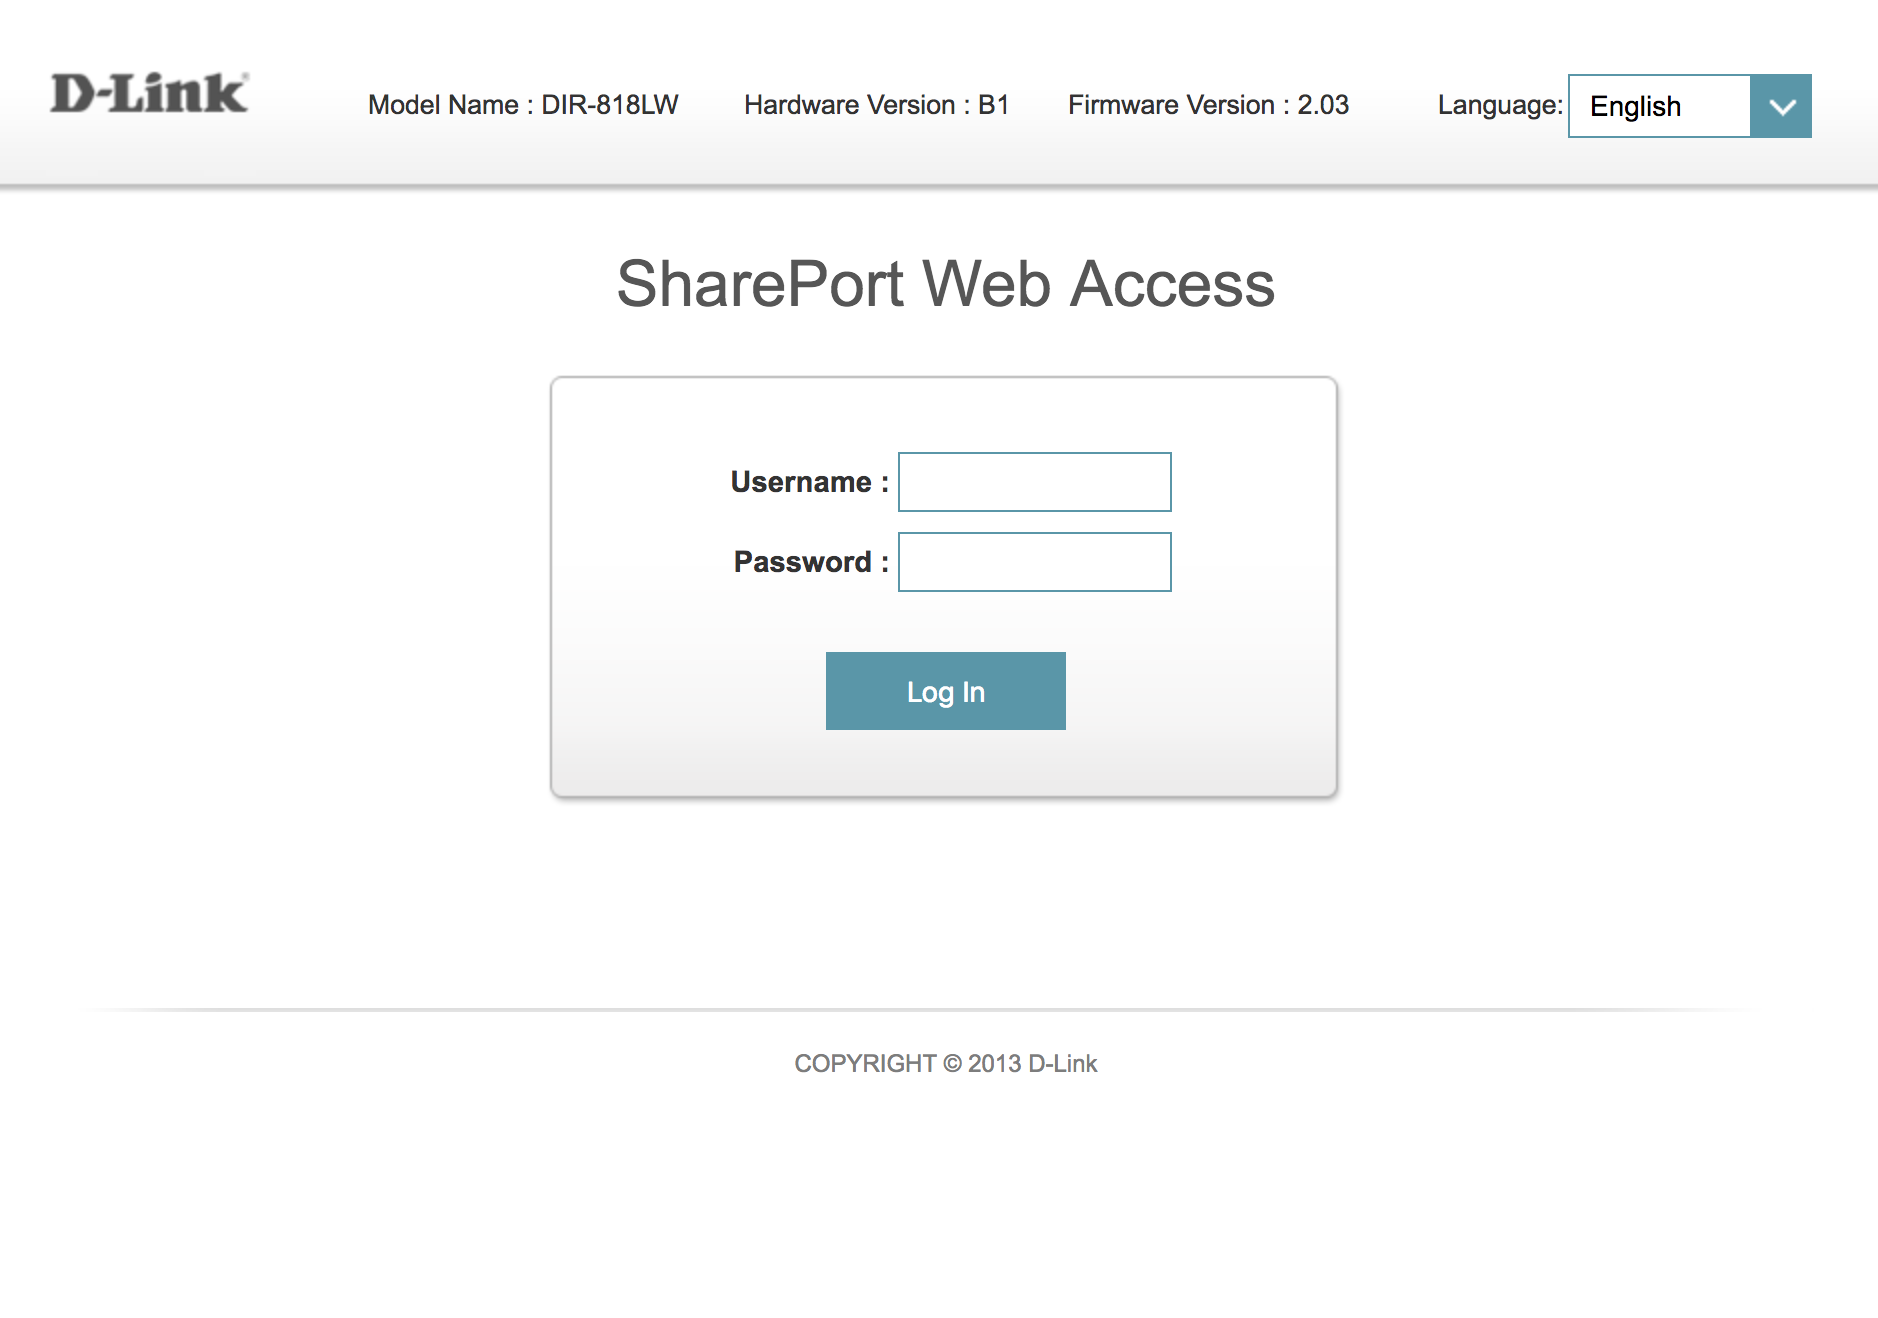 D-Link®
Model Name : DIR-818LW Hardware Version : B1 Firmware Version : 2.03 Language: English
SharePort Web Access
Username :
Password :
Log In
COPYRIGHT © 2013 D-Link